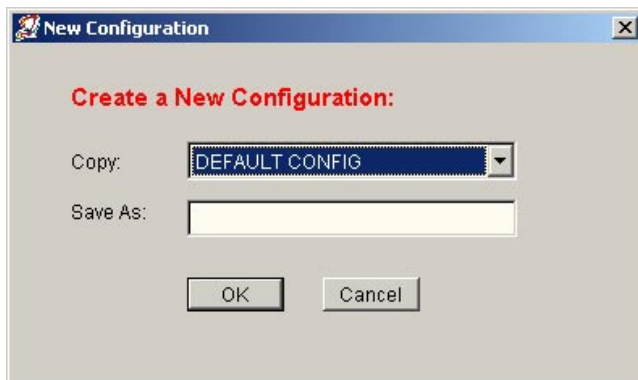 New Configuration
Create a New Configuration:
Copy: DEFAULT CONFIG
Save As:
OK Cancel